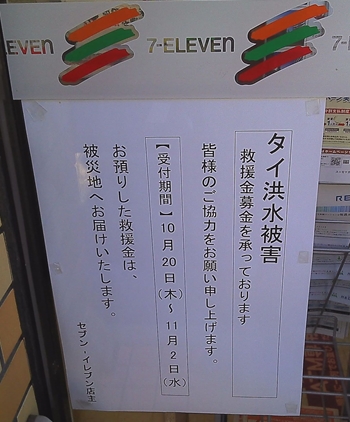 ELEVEN
7-ELEVEN
7-E
タイ洪水被害
救援金募金を承っております
皆様のご協力をお願い申し上げます。
【受付期間】10月20日(木)～11月2日(水)
お預りした救援金は、
被災地へお届けいたします。
セブン‐イレブン店主